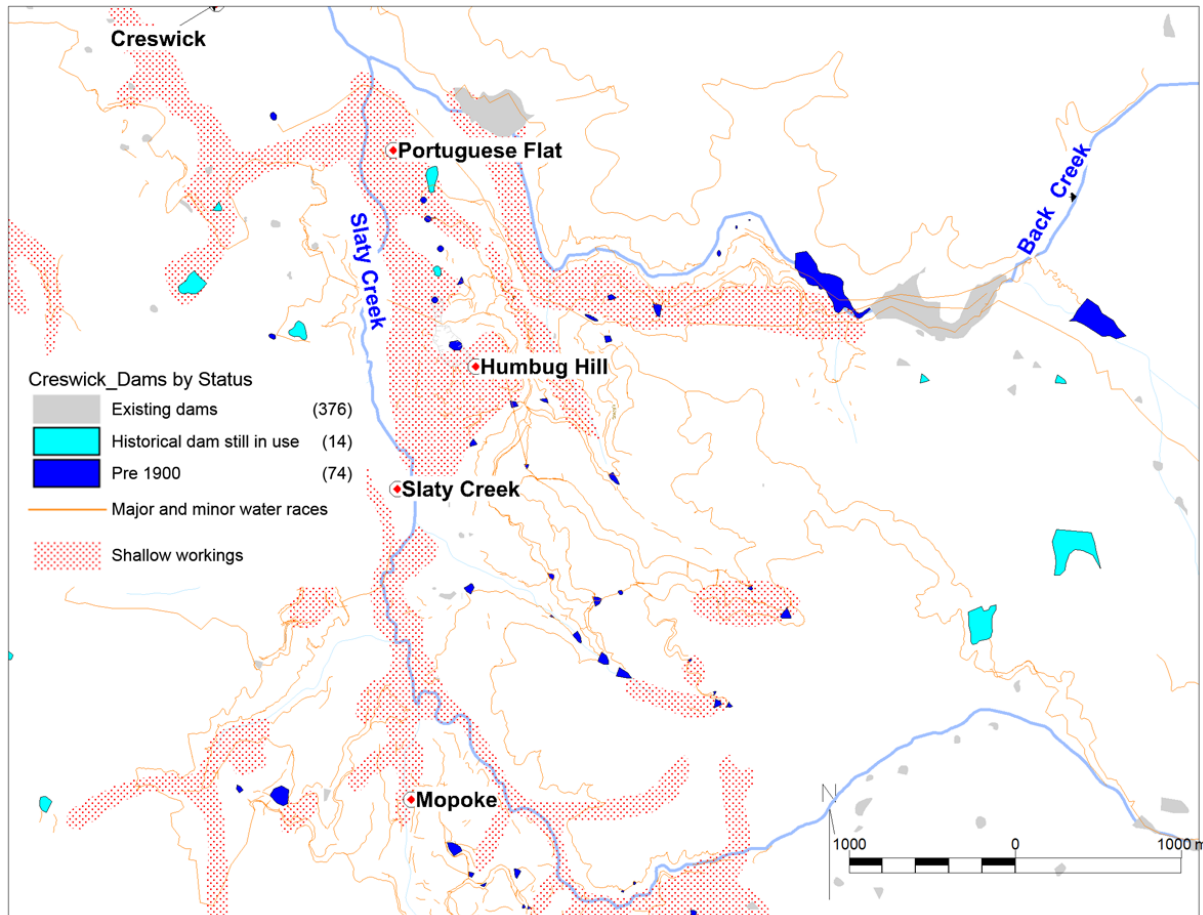 Creswick
Portuguese Flat
Back Creek
Slaty Creek
Humbug Hill
Creswick_Dams by Status
Existing dams (376)
Historical dam still in use (14)
Pre 1900 (74)
Slaty Creek
Major and minor water races
Shallow workings
Mopoke
N
1000 0 1000 m